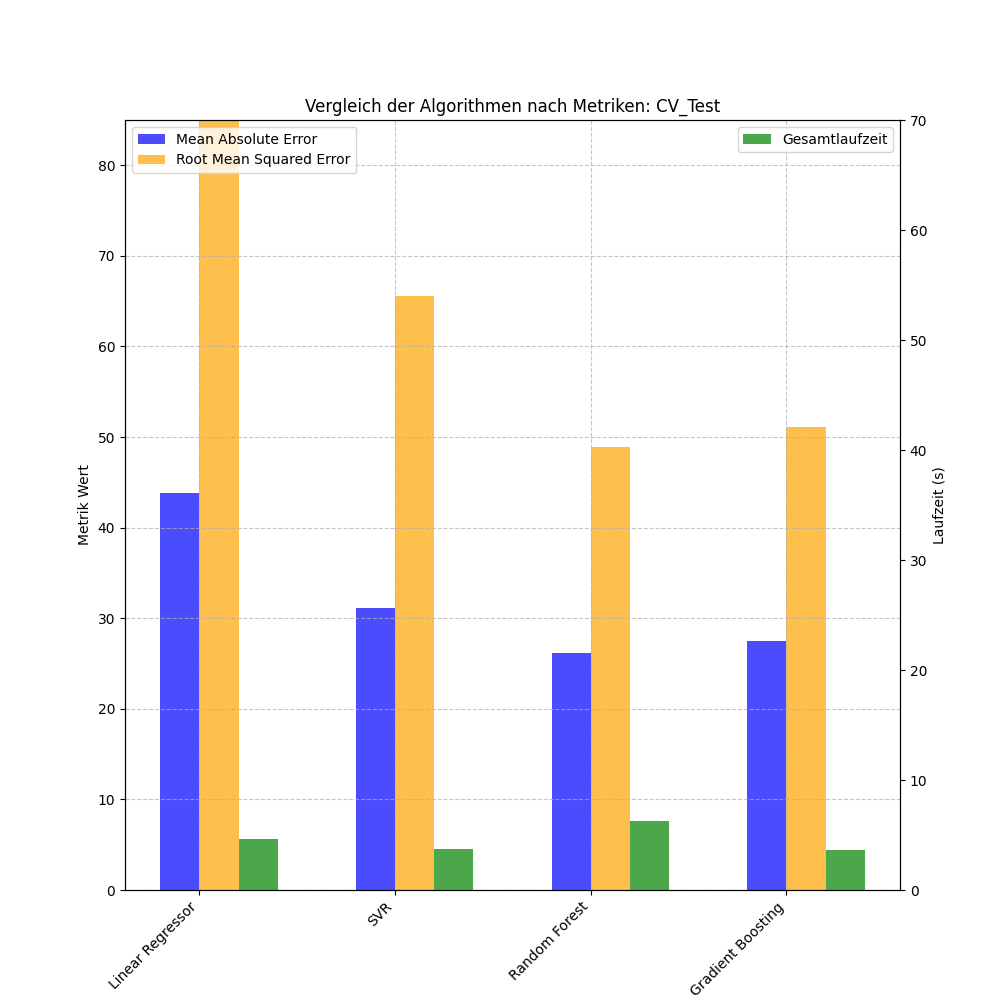 Vergleich der Algorithmen nach Metriken: CV_Test
Mean Absolute Error
Root Mean Squared Error
Gesamtlaufzeit
Metrik Wert
80
70
60
50
40
30
20
10
0
Laufzeit (s)
70
60
50
40
30
20
10
0
Linear Regressor
SVR
Random Forest
Gradient Boosting